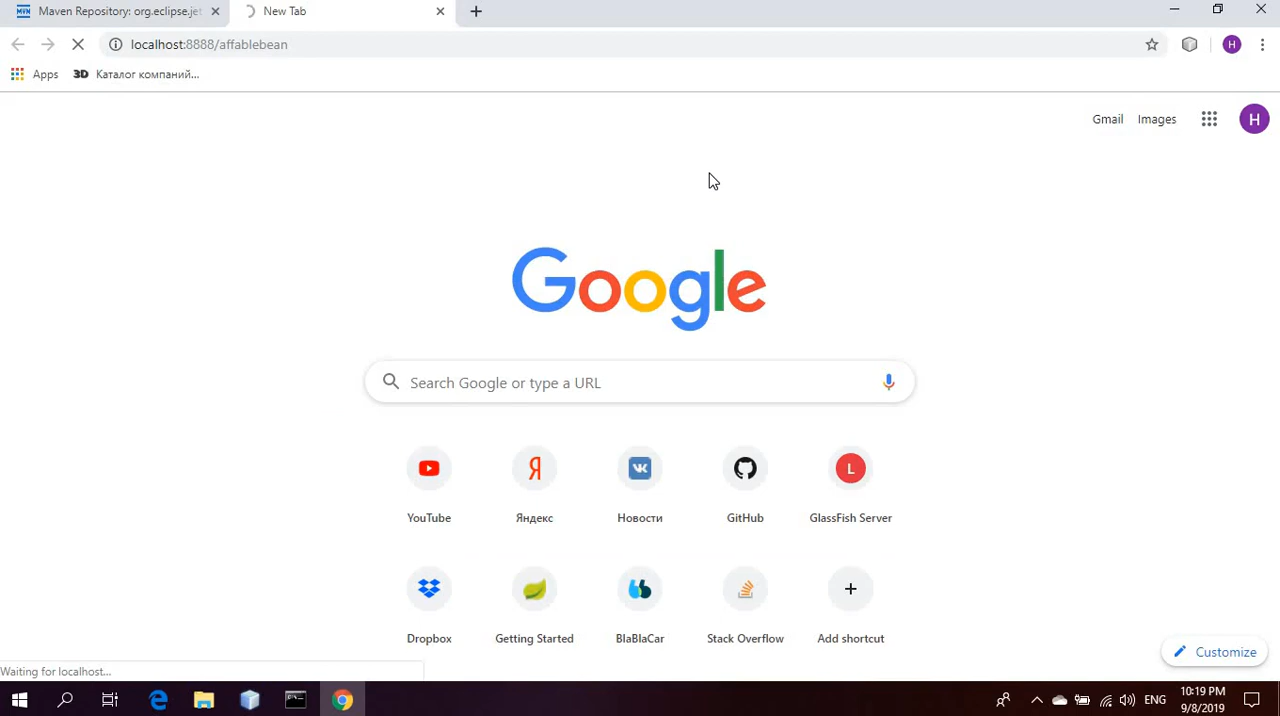 Maven Repository: org.eclipse.jet
New Tab
localhost:8888/affablebean
H
Apps
3D Каталог компаний...
Gmail
Images
H
Google
Search Google or type a URL
Я
L
YouTube
Яндекс
Новости
GitHub
GlassFish Server
Dropbox
Getting Started
BlaBlaCar
Stack Overflow
Add shortcut
Customize
Waiting for localhost...
ENG
10:19 PM
9/8/2019